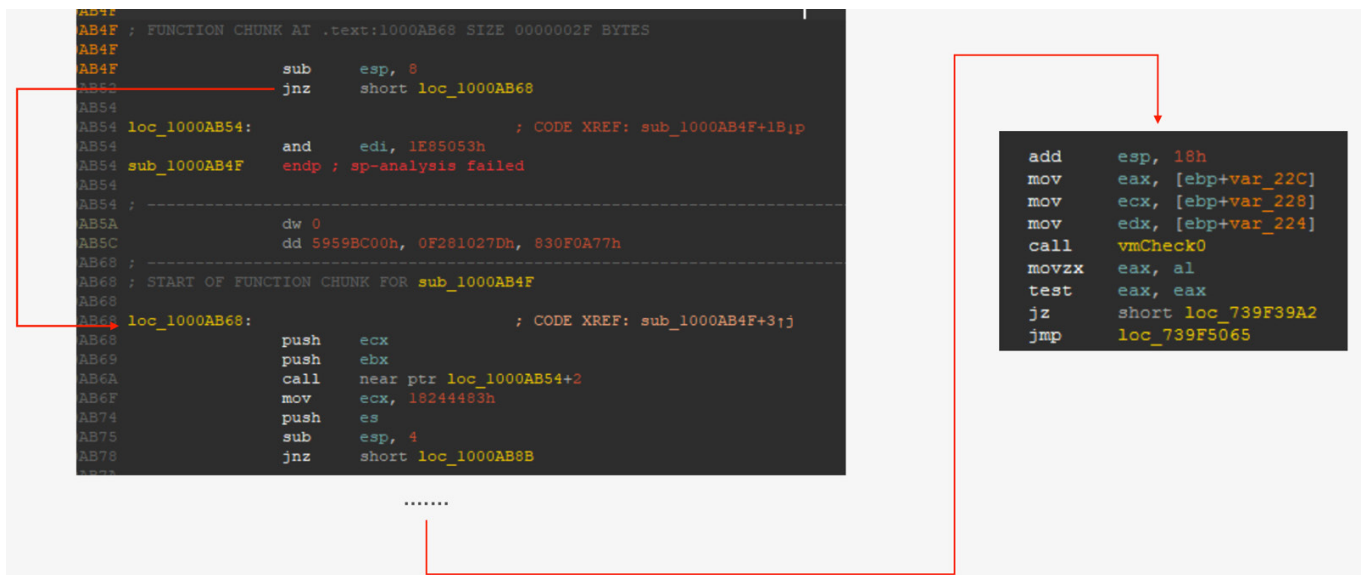 AB4F
AB4F ; FUNCTION CHUNK AT .text:1000AB68 SIZE 0000002F BYTES
AB4F
AB4F sub esp, 8
AB52 jnz short loc_1000AB68
AB54
AB54 loc_1000AB54: ; CODE XREF: sub_1000AB4F+1B↓p
AB54 and edi, 1E85053h
AB54 sub_1000AB4F endp ; sp-analysis failed
AB54
AB54 ; ---------------------------------------------------------------------------
AB5A dw 0
AB5C dd 5959BC00h, 0F281027Dh, 830F0A77h
AB68 ; ---------------------------------------------------------------------------
AB68 ; START OF FUNCTION CHUNK FOR sub_1000AB4F
AB68
AB68 loc_1000AB68: ; CODE XREF: sub_1000AB4F+3↑j
AB68 push ecx
AB69 push ebx
AB6A call near ptr loc_1000AB54+2
AB6F mov ecx, 18244483h
AB74 push es
AB75 sub esp, 4
AB78 jnz short loc_1000AB8B
AB7A
.......
add esp, 18h
mov eax, [ebp+var_22C]
mov ecx, [ebp+var_228]
mov edx, [ebp+var_224]
call vmCheck0
movzx eax, al
test eax, eax
jz short loc_739F39A2
jmp loc_739F5065